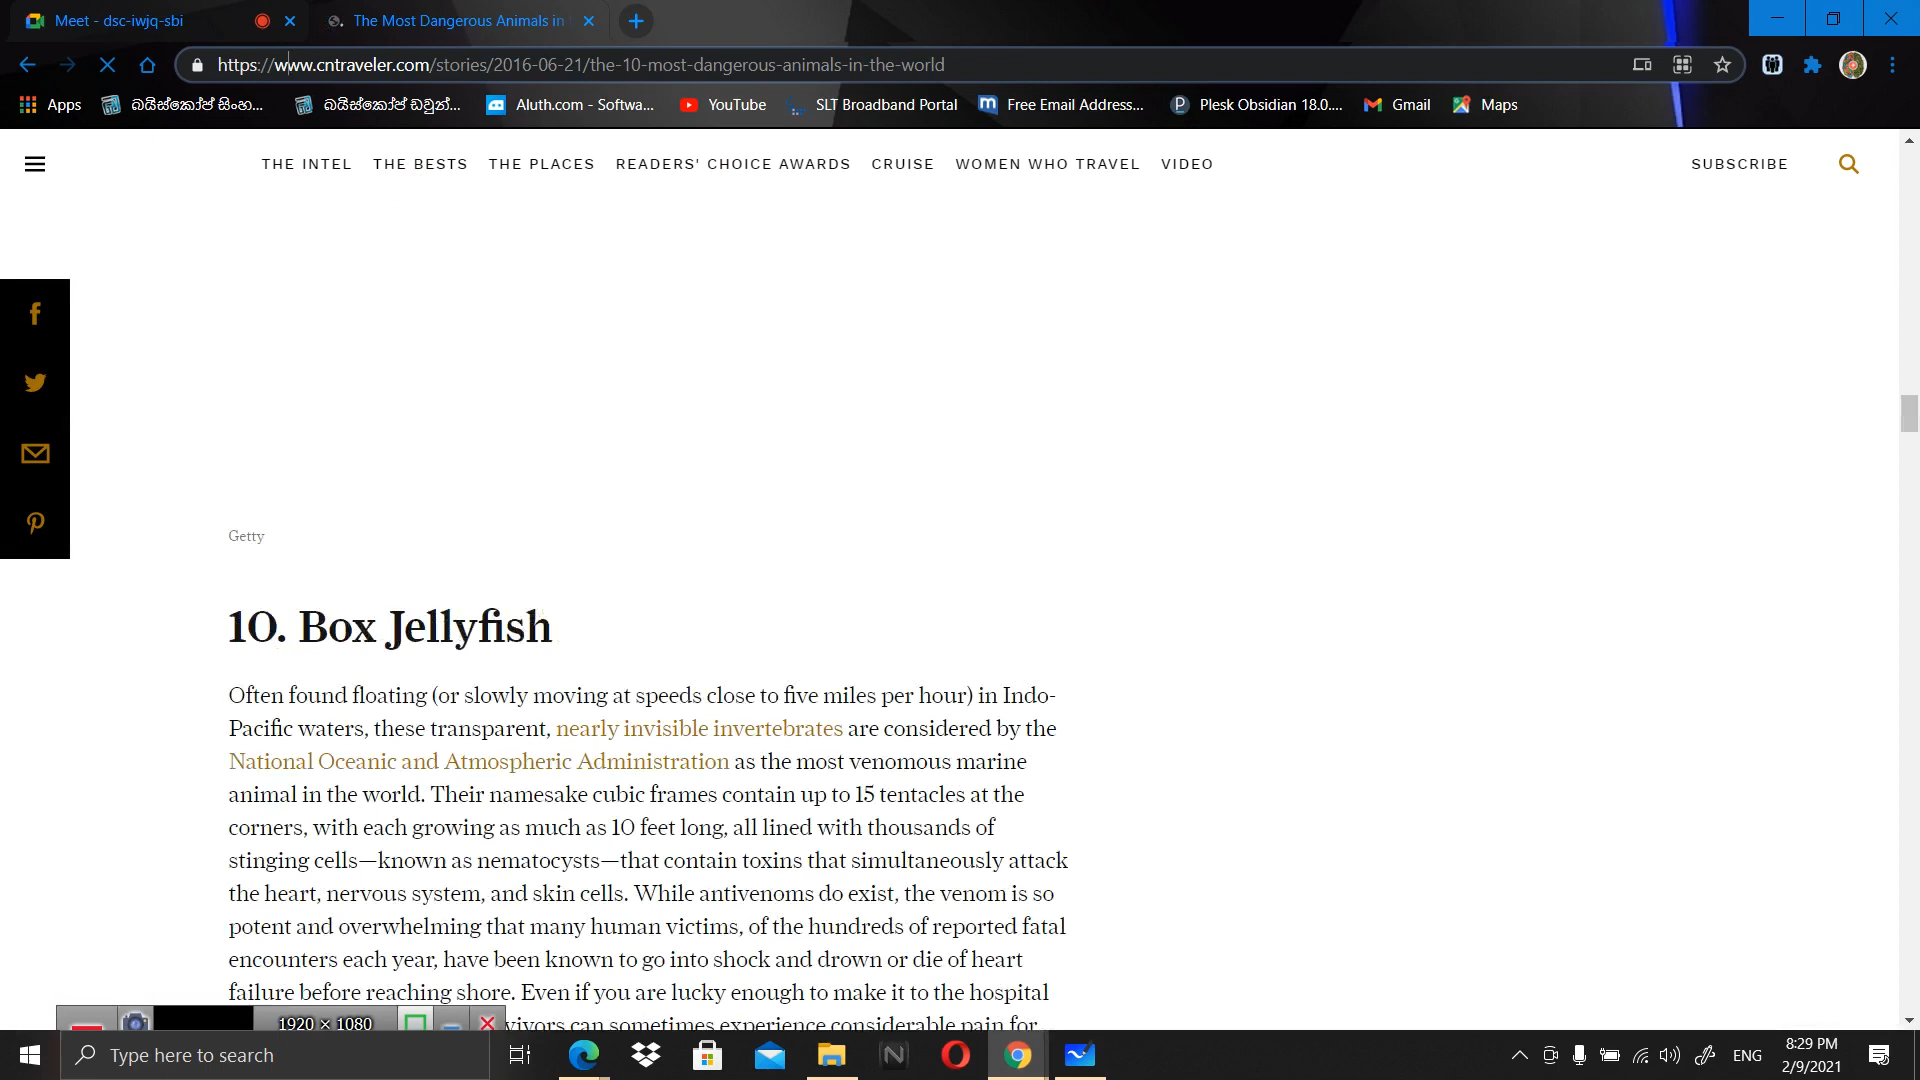 Meet - dsc-iwjq-sbi
The Most Dangerous Animals in
https://www.cntraveler.com/stories/2016-06-21/the-10-most-dangerous-animals-in-the-world
Apps
බයිස්කෝප් සිංහ...
බයිස්කෝප් ඩවුන්...
Aluth.com - Softwa...
YouTube
SLT Broadband Portal
Free Email Address...
Plesk Obsidian 18.0....
Gmail
Maps
THE INTEL THE BESTS THE PLACES READERS' CHOICE AWARDS CRUISE WOMEN WHO TRAVEL VIDEO
SUBSCRIBE
Getty
10. Box Jellyfish
Often found floating (or slowly moving at speeds close to five miles per hour) in Indo-
Pacific waters, these transparent, nearly invisible invertebrates are considered by the
National Oceanic and Atmospheric Administration as the most venomous marine
animal in the world. Their namesake cubic frames contain up to 15 tentacles at the
corners, with each growing as much as 10 feet long, all lined with thousands of
stinging cells—known as nematocysts—that contain toxins that simultaneously attack
the heart, nervous system, and skin cells. While antivenoms do exist, the venom is so
potent and overwhelming that many human victims, of the hundreds of reported fatal
encounters each year, have been known to go into shock and drown or die of heart
failure before reaching shore. Even if you are lucky enough to make it to the hospital
1920 × 1080
vivors can sometimes experience considerable pain for
Type here to search
ENG
8:29 PM
2/9/2021